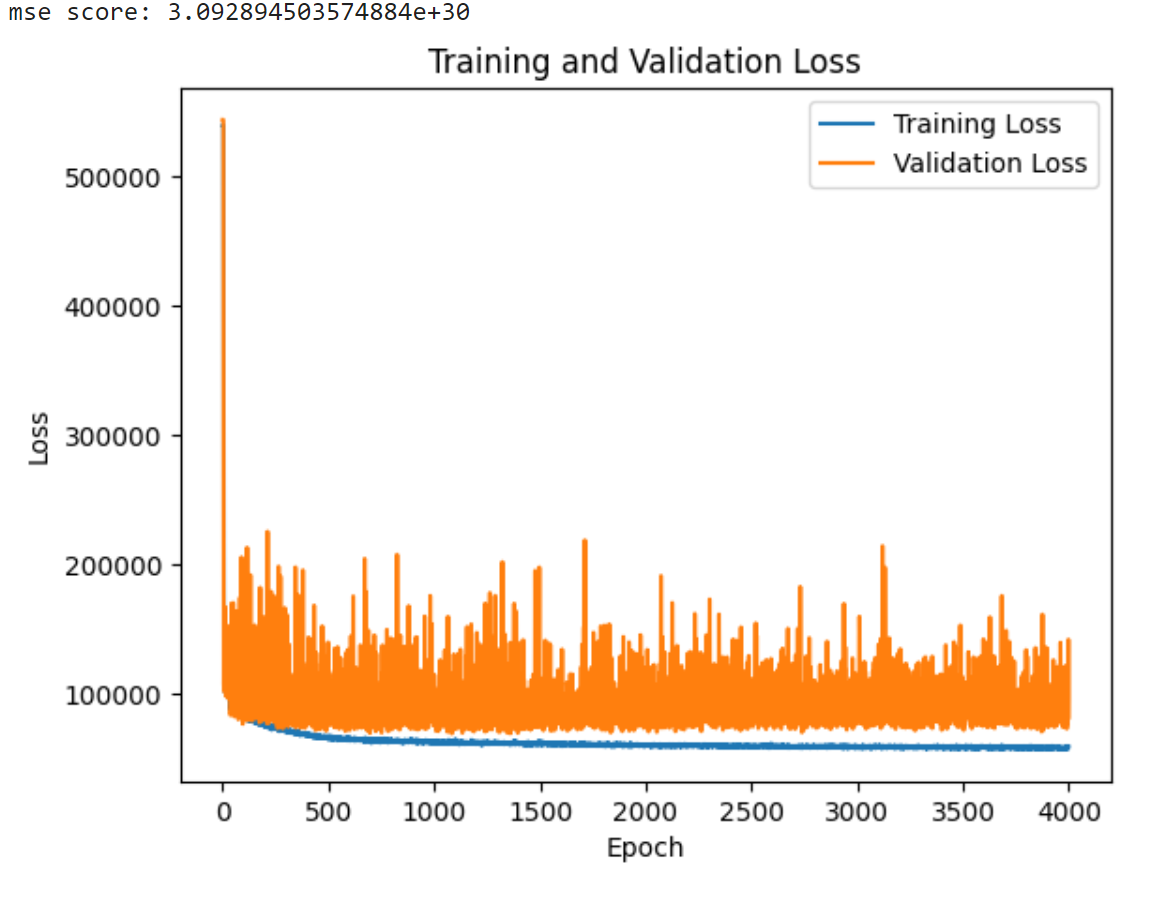 mse score: 3.092894503574884e+30
Training and Validation Loss
Training Loss
Validation Loss
500000
400000
300000
200000
100000
Loss
0 500 1000 1500 2000 2500 3000 3500 4000
Epoch